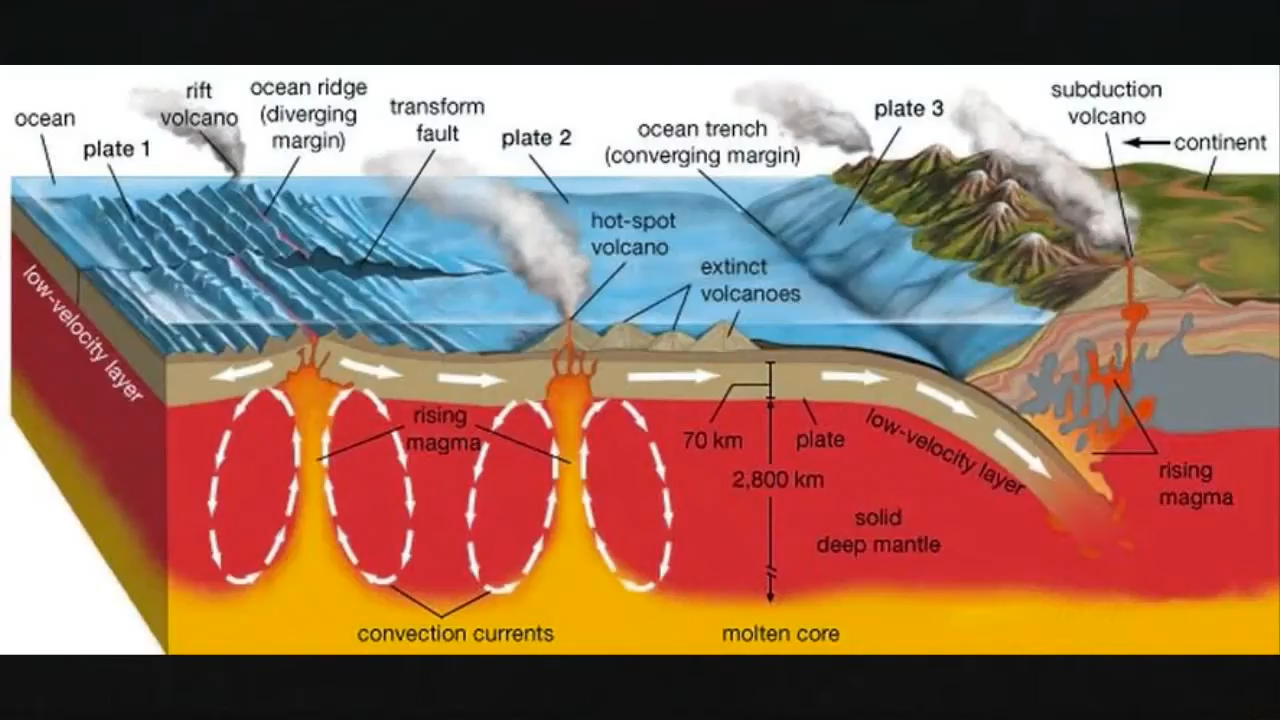 ocean
plate 1
rift
volcano
ocean ridge
(diverging
margin)
transform
fault
plate 2
ocean trench
(converging margin)
plate 3
subduction
volcano
continent
hot-spot
volcano
extinct
volcanoes
low-velocity layer
rising
magma
70 km
plate
2,800 km
low-velocity layer
solid
deep mantle
rising
magma
convection currents
molten core